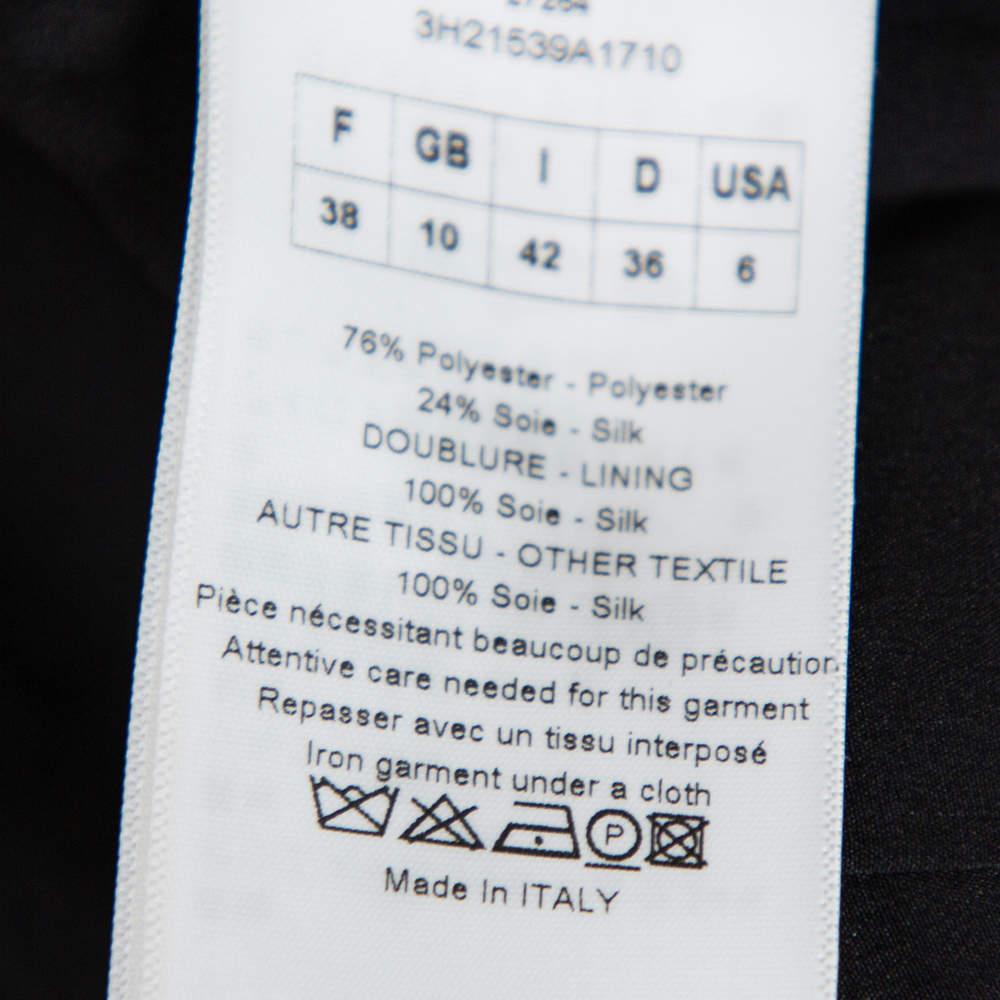 3H21539A1710
F GB I D USA
38 10 42 36 6
76% Polyester - Polyester
24% Soie - Silk
DOUBLURE - LINING
100% Soie - Silk
AUTRE TISSU - OTHER TEXTILE
100% Soie - Silk
Pièce nécessitant beaucoup de précaution
Attentive care needed for this garment
Repasser avec un tissu interposé
Iron garment under a cloth
P
Made In ITALY